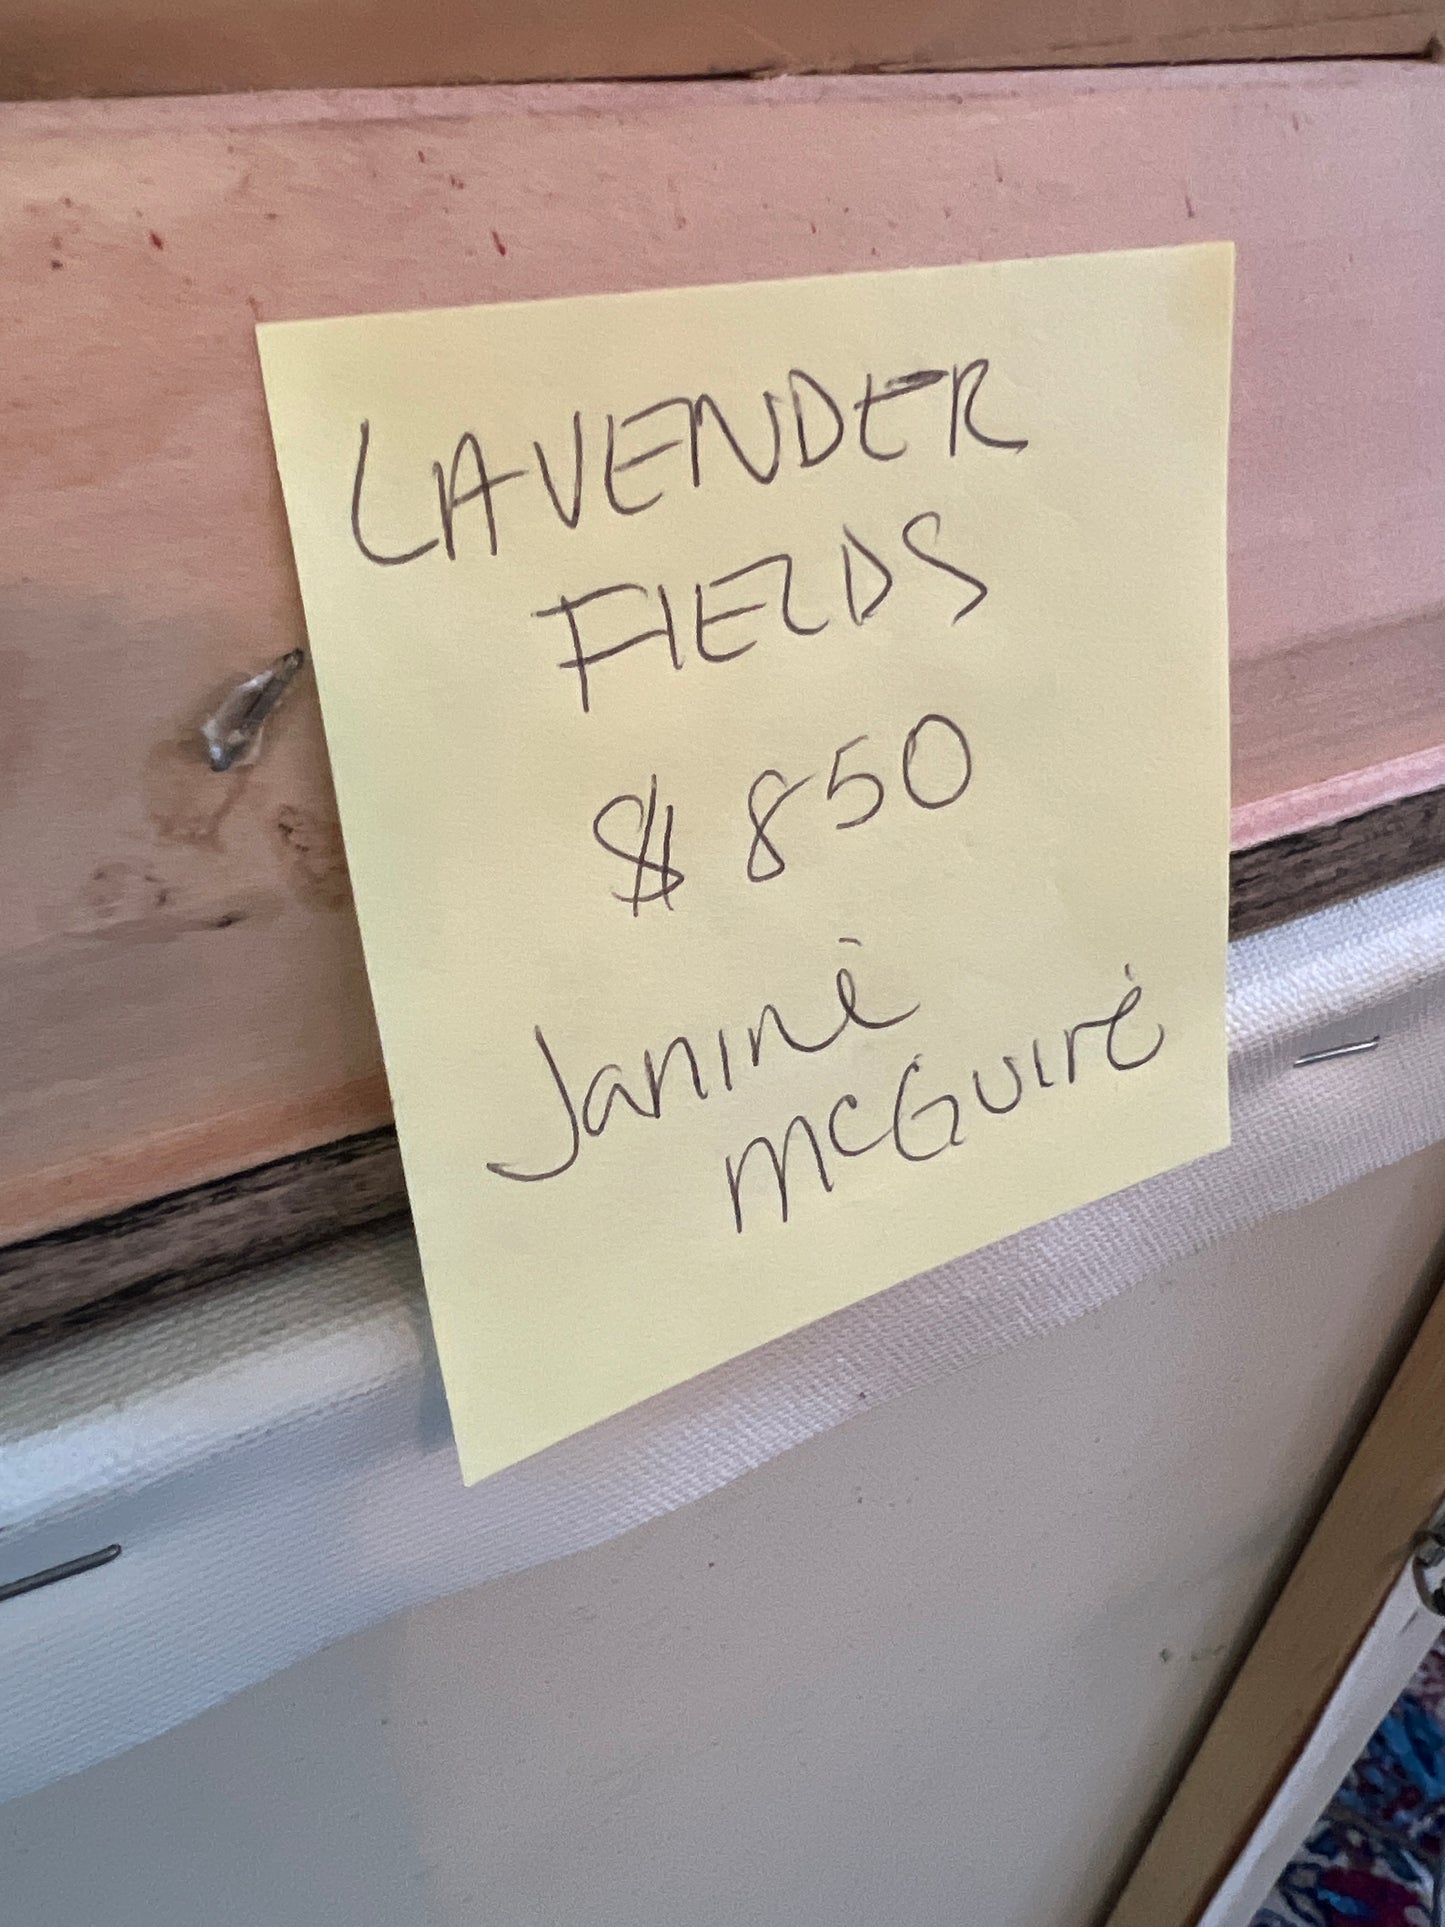 LAVENDER
FIELDS
$ 850
Janine
McGuire